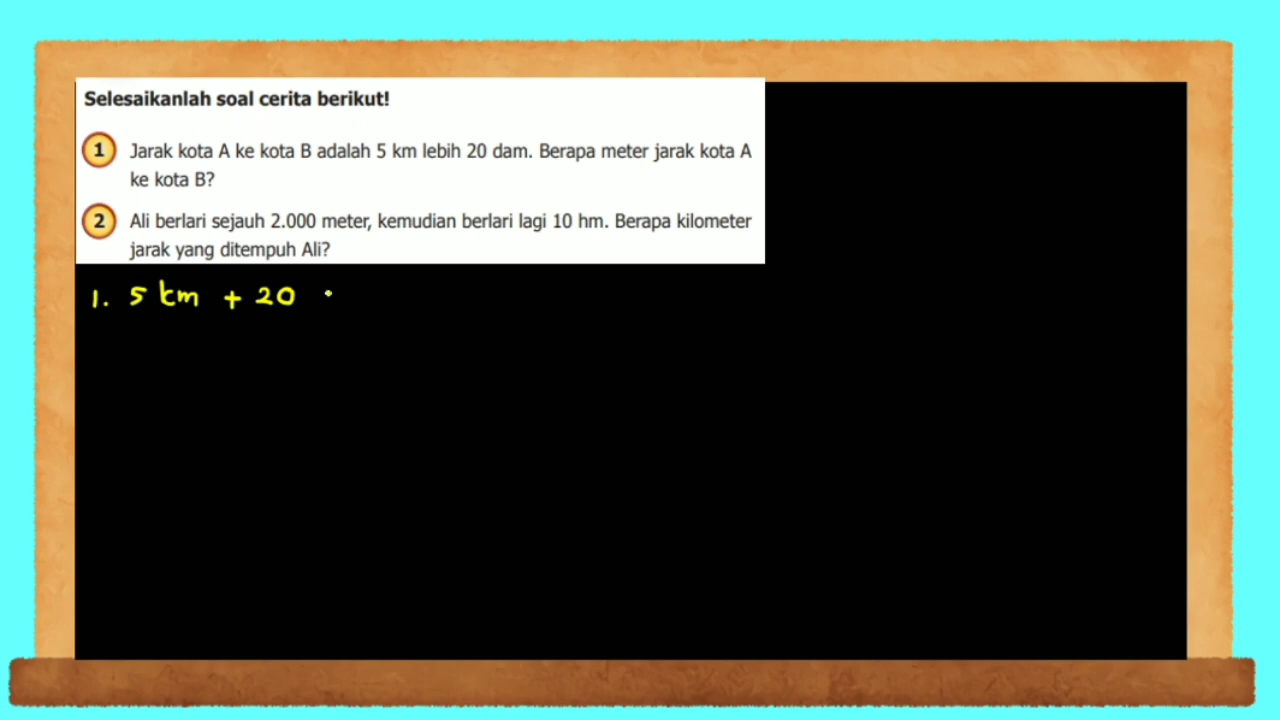 Selesaikanlah soal cerita berikut!
1 Jarak kota A ke kota B adalah 5 km lebih 20 dam. Berapa meter jarak kota A
ke kota B?
2 Ali berlari sejauh 2.000 meter, kemudian berlari lagi 10 hm. Berapa kilometer
jarak yang ditempuh Ali?
1. 5 km + 20